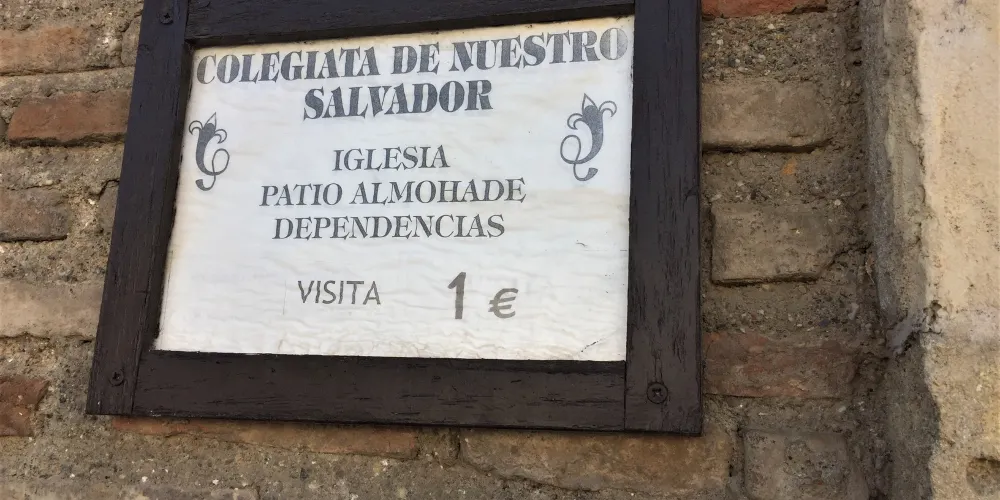 COLEGIATA DE NUESTRO
SALVADOR
IGLESIA
PATIO ALMOHADE
DEPENDENCIAS
VISITA 1 €